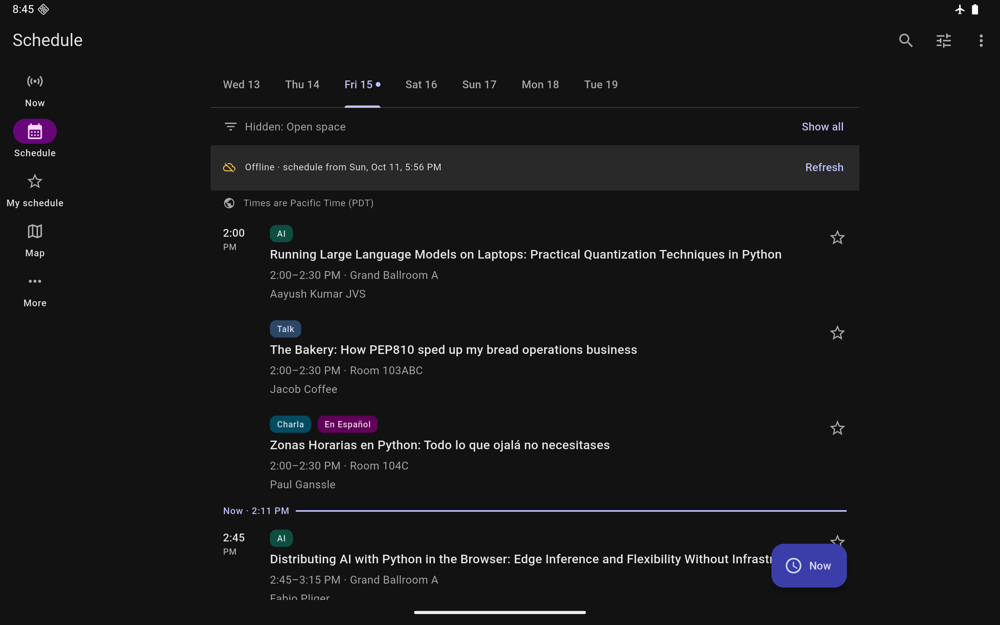 8:45
Schedule
Now
Schedule
My schedule
Map
More
Wed 13 Thu 14 Fri 15 Sat 16 Sun 17 Mon 18 Tue 19
Hidden: Open space Show all
Offline · schedule from Sun, Oct 11, 5:56 PM Refresh
Times are Pacific Time (PDT)
2:00 PM
AI
Running Large Language Models on Laptops: Practical Quantization Techniques in Python
2:00–2:30 PM · Grand Ballroom A
Aayush Kumar JVS
Talk
The Bakery: How PEP810 sped up my bread operations business
2:00–2:30 PM · Room 103ABC
Jacob Coffee
Charla En Español
Zonas Horarias en Python: Todo lo que ojalá no necesitases
2:00–2:30 PM · Room 104C
Paul Ganssle
Now · 2:11 PM
2:45 PM
AI
Distributing AI with Python in the Browser: Edge Inference and Flexibility Without
2:45–3:15 PM · Grand Ballroom A
Fabio Pliger
Now